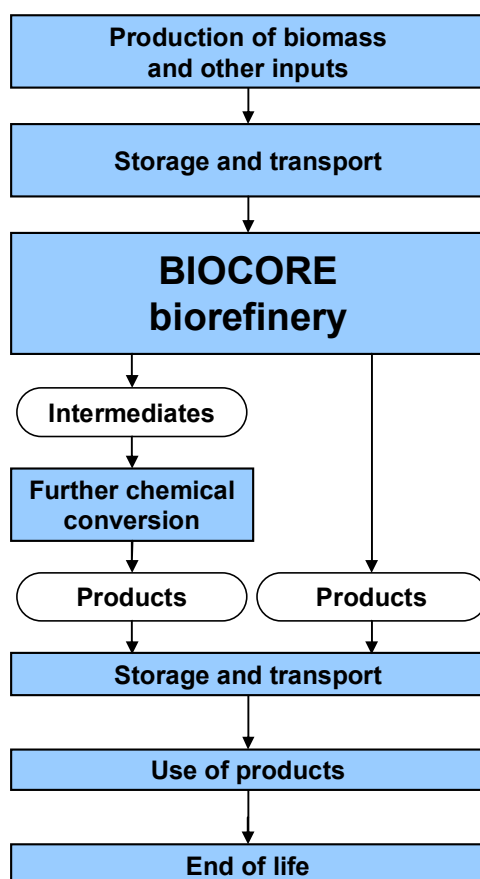 Production of biomass
and other inputs
Storage and transport
BIOCORE
biorefinery
Intermediates
Further chemical
conversion
Products
Products
Storage and transport
Use of products
End of life